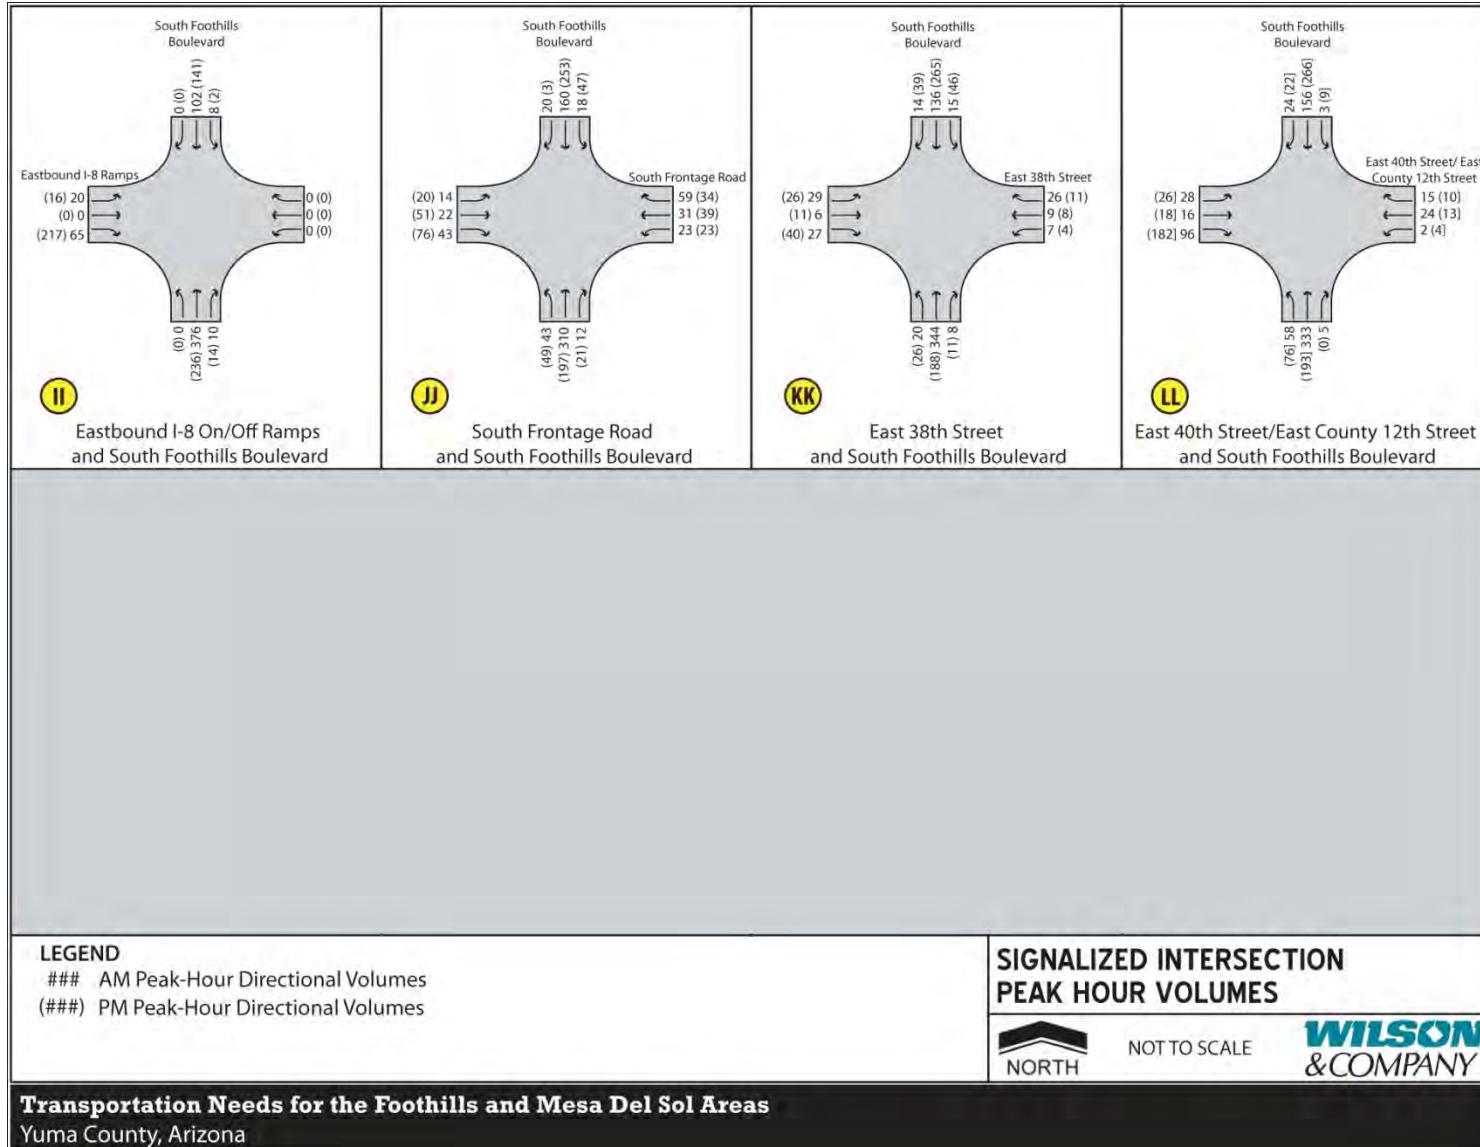 South Foothills
Boulevard
0 (0)
102 (141)
8 (2)
Eastbound I-8 Ramps
(16) 20
(0) 0
(217) 65
0 (0)
0 (0)
0 (0)
(0) 0
(236) 376
(14) 10
II
Eastbound I-8 On/Off Ramps
and South Foothills Boulevard
South Foothills
Boulevard
20 (3)
160 (253)
18 (47)
South Frontage Road
(20) 14
(51) 22
(76) 43
59 (34)
31 (39)
23 (23)
(49) 43
(197) 310
(21) 12
JJ
South Frontage Road
and South Foothills Boulevard
South Foothills
Boulevard
14 (39)
136 (265)
15 (46)
East 38th Street
(26) 29
(11) 6
(40) 27
26 (11)
9 (8)
7 (4)
(26) 20
(188) 344
(11) 8
KK
East 38th Street
and South Foothills Boulevard
South Foothills
Boulevard
24 (22]
156 (266]
3 (9]
East 40th Street/ East
County 12th Street
(26] 28
(18] 16
(182] 96
15 (10]
24 (13]
2 (4]
(76] 58
(193] 333
(0) 5
LL
East 40th Street/East County 12th Street
and South Foothills Boulevard
LEGEND
### AM Peak-Hour Directional Volumes
(###) PM Peak-Hour Directional Volumes
SIGNALIZED INTERSECTION
PEAK HOUR VOLUMES
NORTH
NOT TO SCALE
WILSON
&COMPANY
Transportation Needs for the Foothills and Mesa Del Sol Areas
Yuma County, Arizona